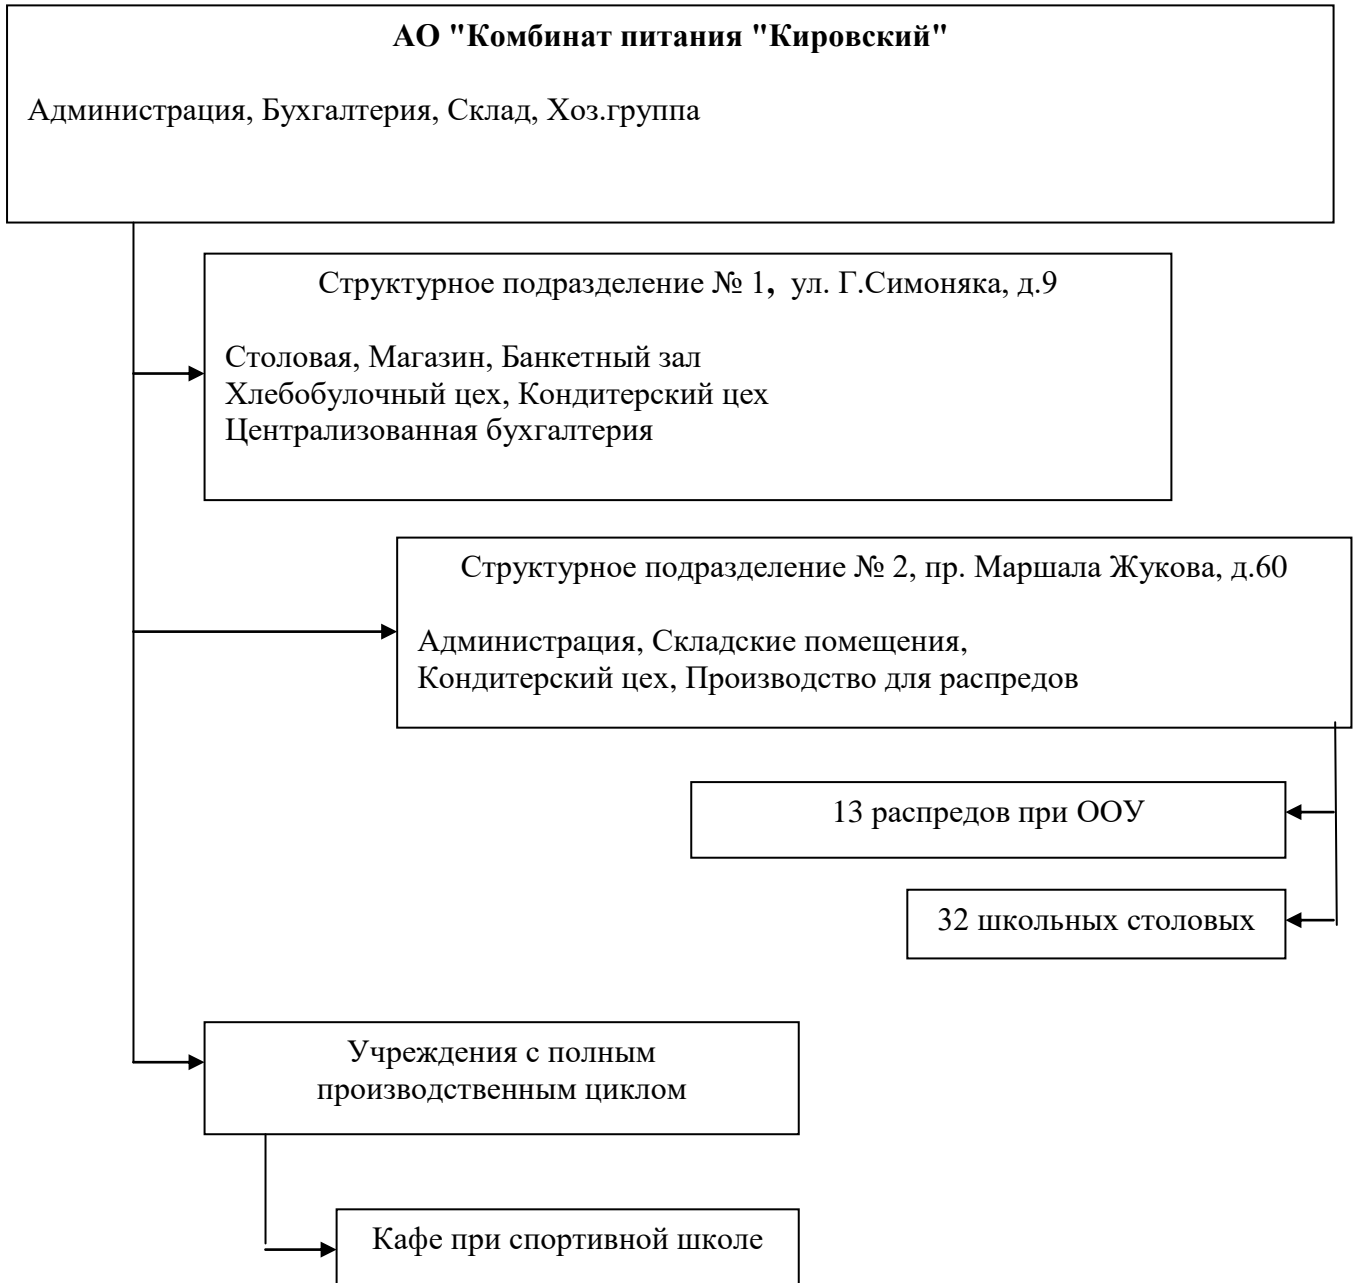 АО "Комбинат питания "Кировский"
Администрация, Бухгалтерия, Склад, Хоз.группа
Структурное подразделение № 1, ул. Г.Симоняка, д.9
Столовая, Магазин, Банкетный зал
Хлебобулочный цех, Кондитерский цех
Централизованная бухгалтерия
Структурное подразделение № 2, пр. Маршала Жукова, д.60
Администрация, Складские помещения,
Кондитерский цех, Производство для распредов
13 распредов при ООУ
32 школьных столовых
Учреждения с полным
производственным циклом
Кафе при спортивной школе